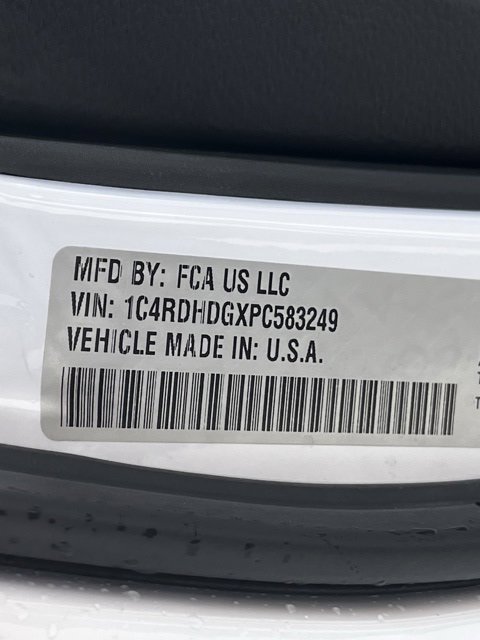 MFD BY: FCA US LLC
VIN: 1C4RDHDGXPC583249
VEHICLE MADE IN: U.S.A.